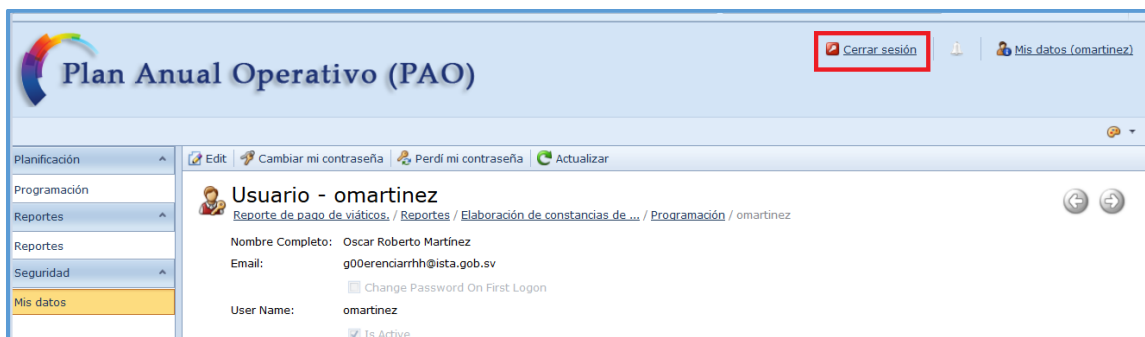 Cerrar sesión
Mis datos (omartinez)
Plan Anual Operativo (PAO)
Planificación
Edit Cambiar mi contraseña Perdí mi contraseña Actualizar
Programación
Usuario - omartinez
Reportes
Reporte de pago de viáticos. / Reportes / Elaboración de constancias de ... / Programación / omartinez
Reportes
Nombre Completo: Oscar Roberto Martínez
Seguridad
Email: g00erenciarrhh@ista.gob.sv
Change Password On First Logon
Mis datos
User Name: omartinez
Is Active